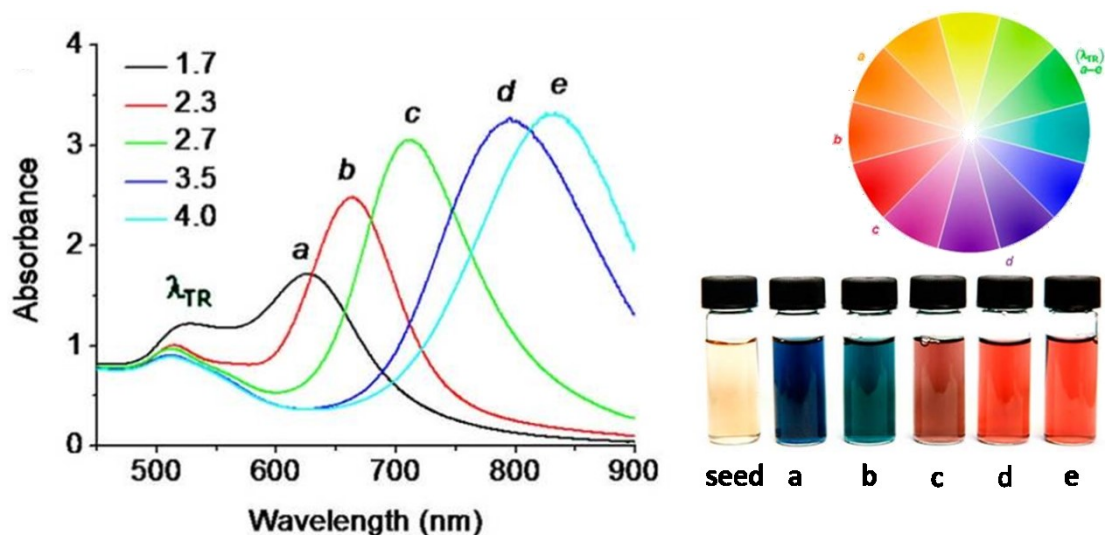 4
3
2
1
0
Absorbance
1.7
2.3
2.7
3.5
4.0
λTR
a
b
c
d
e
500 600 700 800 900
Wavelength (nm)
a
b
c
d
(λTR)
a–e
seed a b c d e